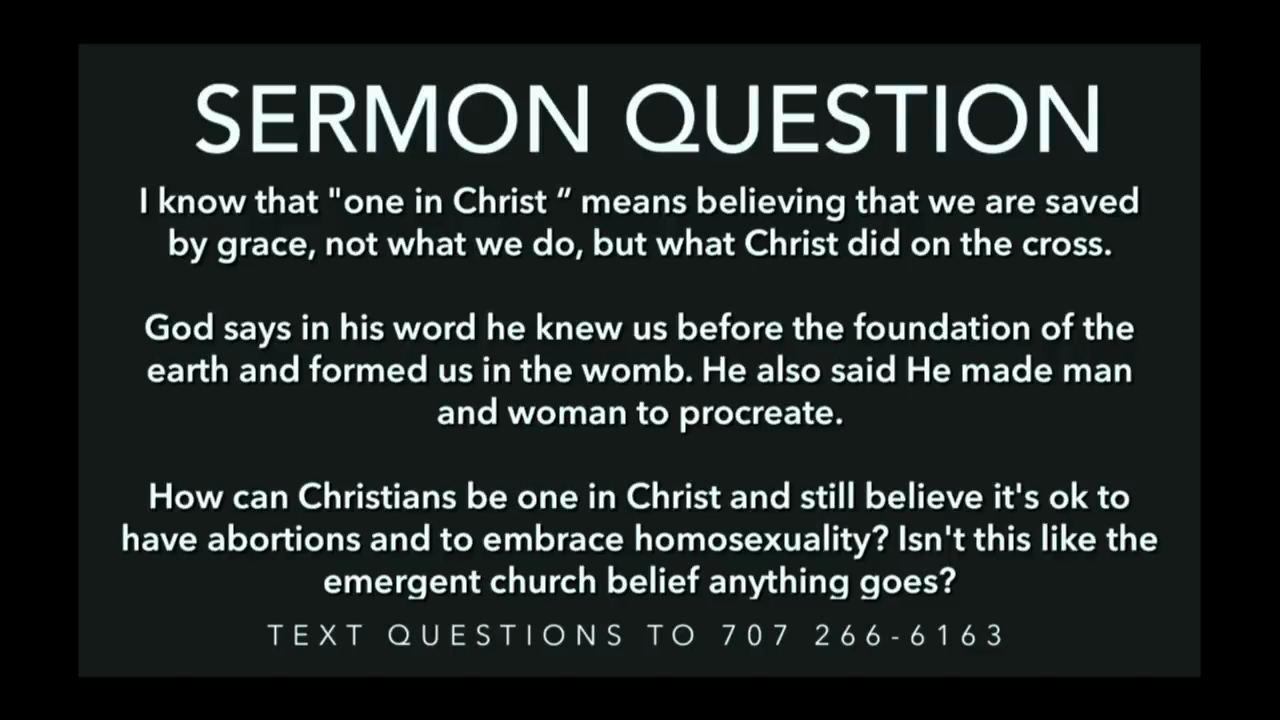 SERMON QUESTION
I know that "one in Christ ” means believing that we are saved
by grace, not what we do, but what Christ did on the cross.
God says in his word he knew us before the foundation of the
earth and formed us in the womb. He also said He made man
and woman to procreate.
How can Christians be one in Christ and still believe it's ok to
have abortions and to embrace homosexuality? Isn't this like the
emergent church belief anything goes?
TEXT QUESTIONS TO 707 266-6163